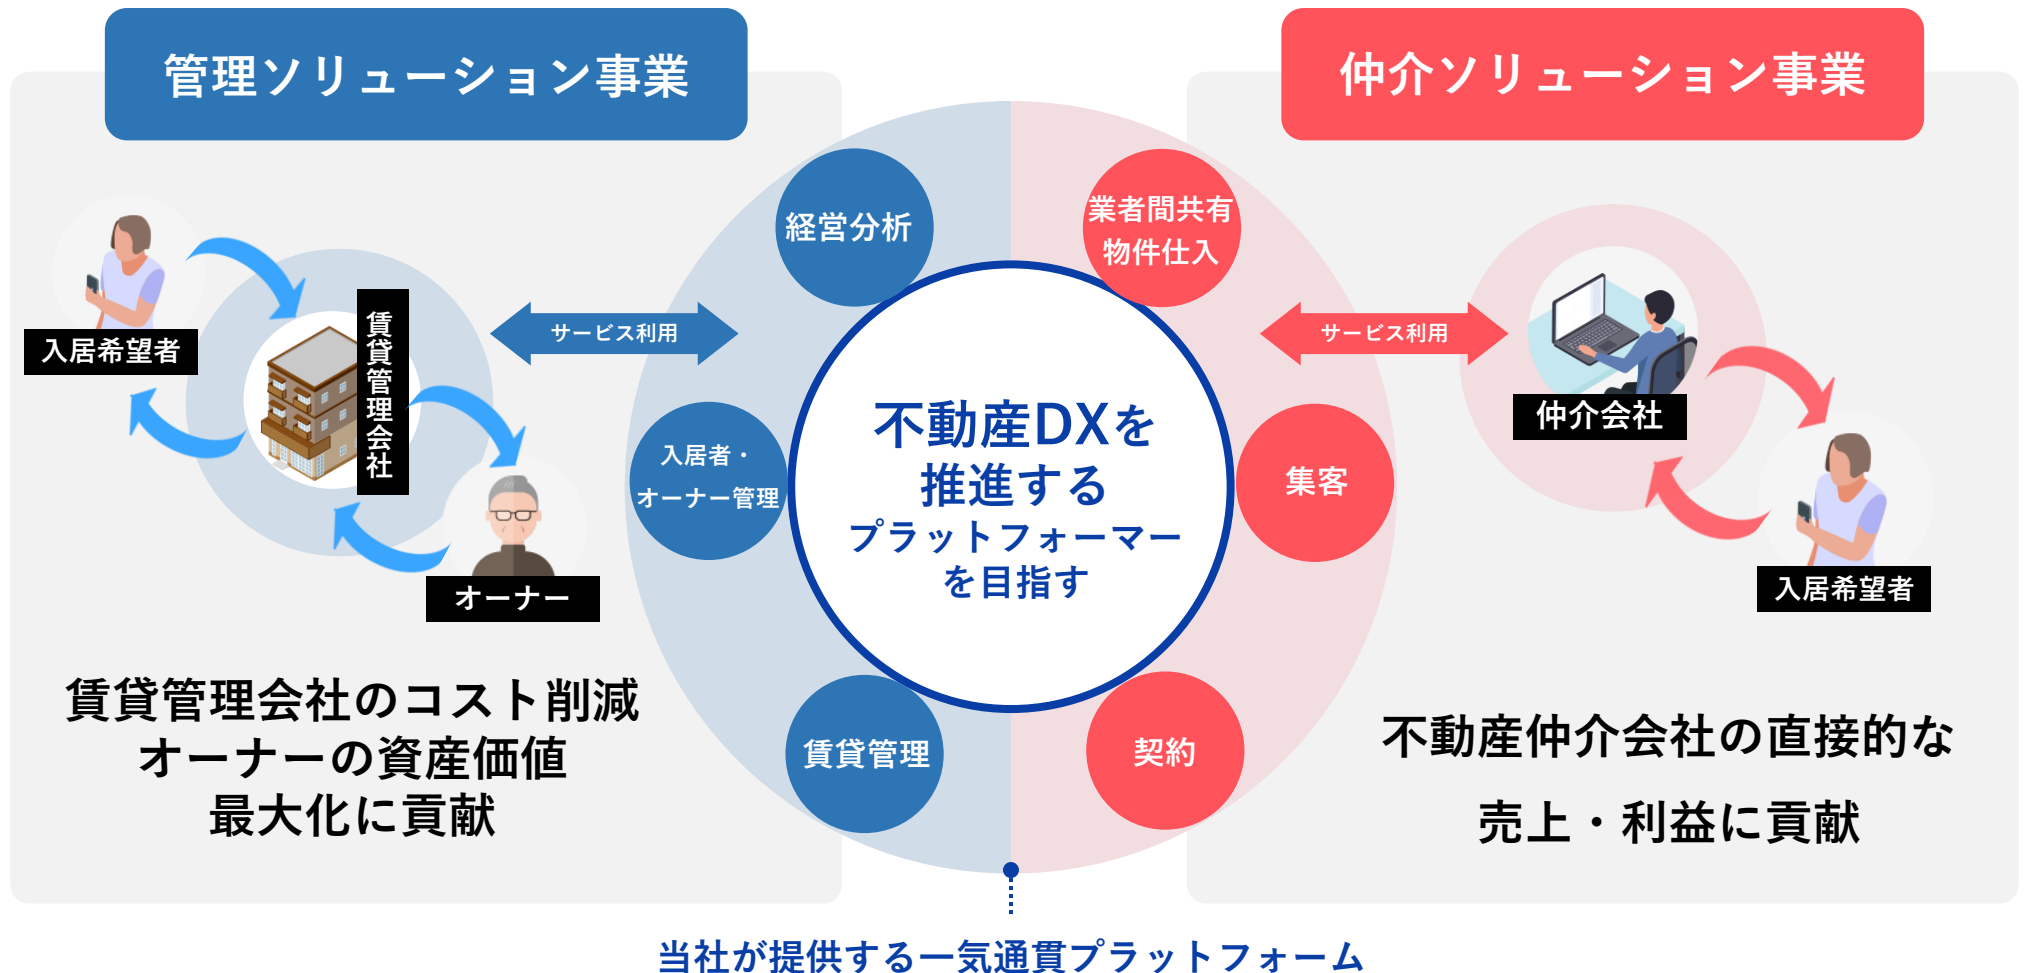 管理ソリューション事業
仲介ソリューション事業
経営分析
業者間共有
物件仕入
入居希望者
賃貸管理会社
サービス利用
サービス利用
仲介会社
入居者・
オーナー管理
不動産DXを
推進する
プラットフォーマー
を目指す
集客
オーナー
入居希望者
賃貸管理会社のコスト削減
オーナーの資産価値
最大化に貢献
賃貸管理
契約
不動産仲介会社の直接的な
売上・利益に貢献
当社が提供する一気通貫プラットフォーム